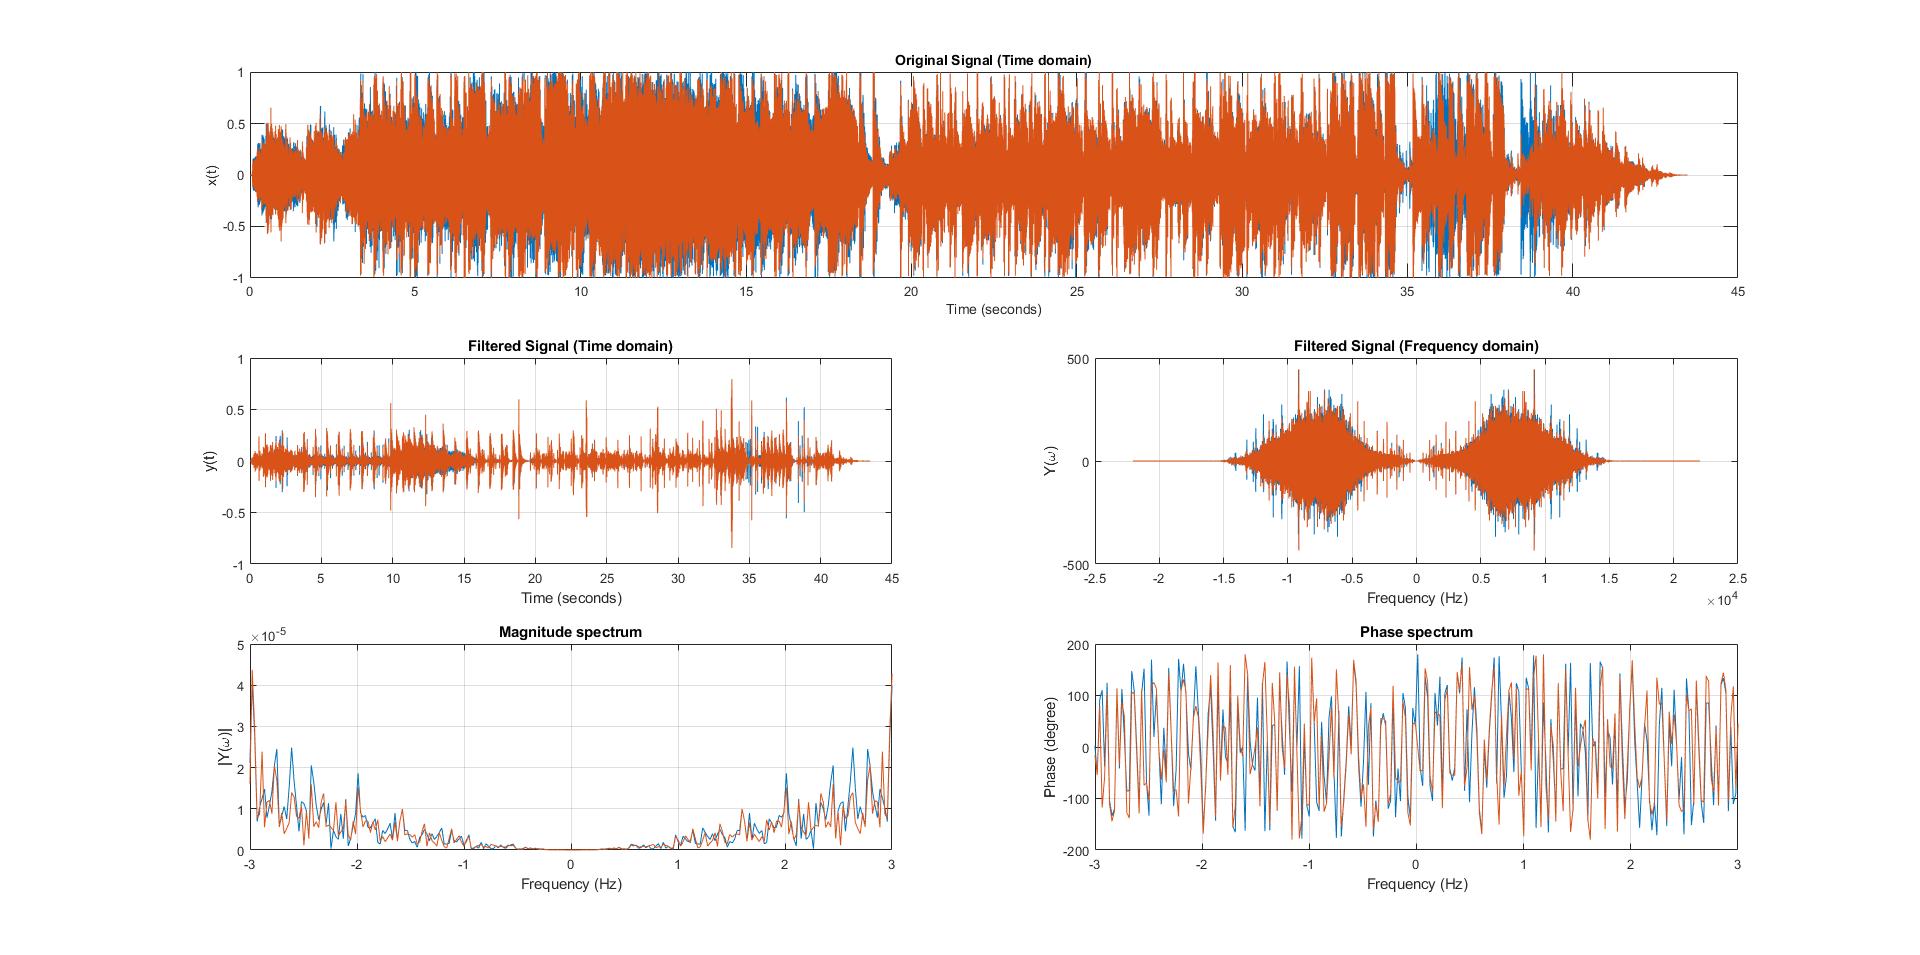 Original Signal (Time domain)
1
0.5
0
-0.5
-1
x(t)
0 5 10 15 20 25 30 35 40 45
Time (seconds)
Filtered Signal (Time domain)
1
0.5
0
-0.5
-1
y(t)
0 5 10 15 20 25 30 35 40 45
Time (seconds)
Filtered Signal (Frequency domain)
500
0
-500
Y(ω)
-2.5 -2 -1.5 -1 -0.5 0 0.5 1 1.5 2 2.5
Frequency (Hz)
×10⁴
Magnitude spectrum
×10⁻⁵
5
4
3
2
1
0
|Y(ω)|
-3 -2 -1 0 1 2 3
Frequency (Hz)
Phase spectrum
200
100
0
-100
-200
Phase (degree)
-3 -2 -1 0 1 2 3
Frequency (Hz)